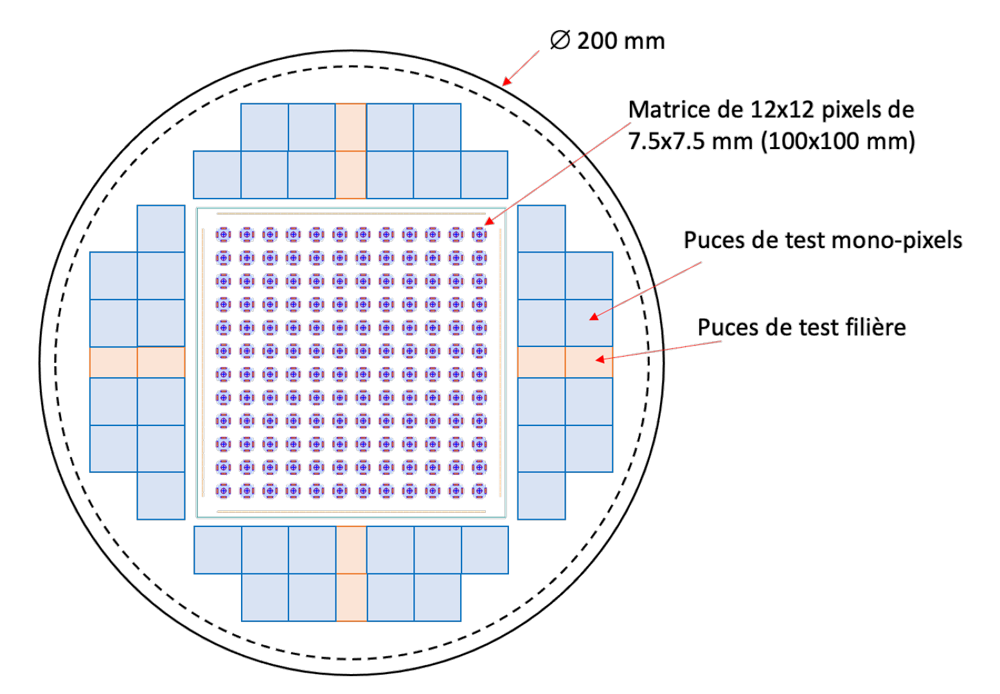 ∅ 200 mm
Matrice de 12x12 pixels de
7.5x7.5 mm (100x100 mm)
Puces de test mono-pixels
Puces de test filière